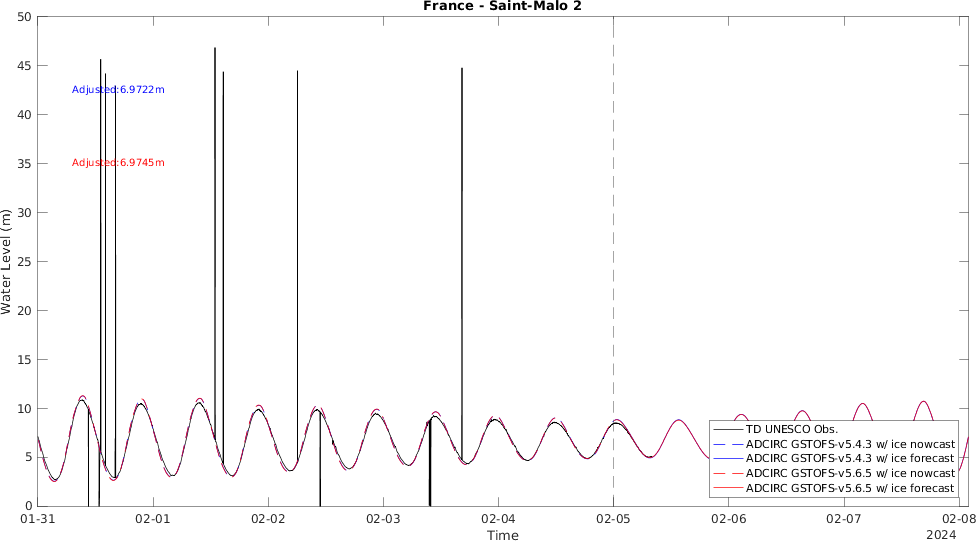 France - Saint-Malo 2
50
45
40
35
30
25
20
15
10
5
0
Water Level (m)
Adjusted:6.9722m
Adjusted:6.9745m
TD UNESCO Obs.
ADCIRC GSTOFS-v5.4.3 w/ ice nowcast
ADCIRC GSTOFS-v5.4.3 w/ ice forecast
ADCIRC GSTOFS-v5.6.5 w/ ice nowcast
ADCIRC GSTOFS-v5.6.5 w/ ice forecast
01-31 02-01 02-02 02-03 02-04 02-05 02-06 02-07 02-08
Time
2024